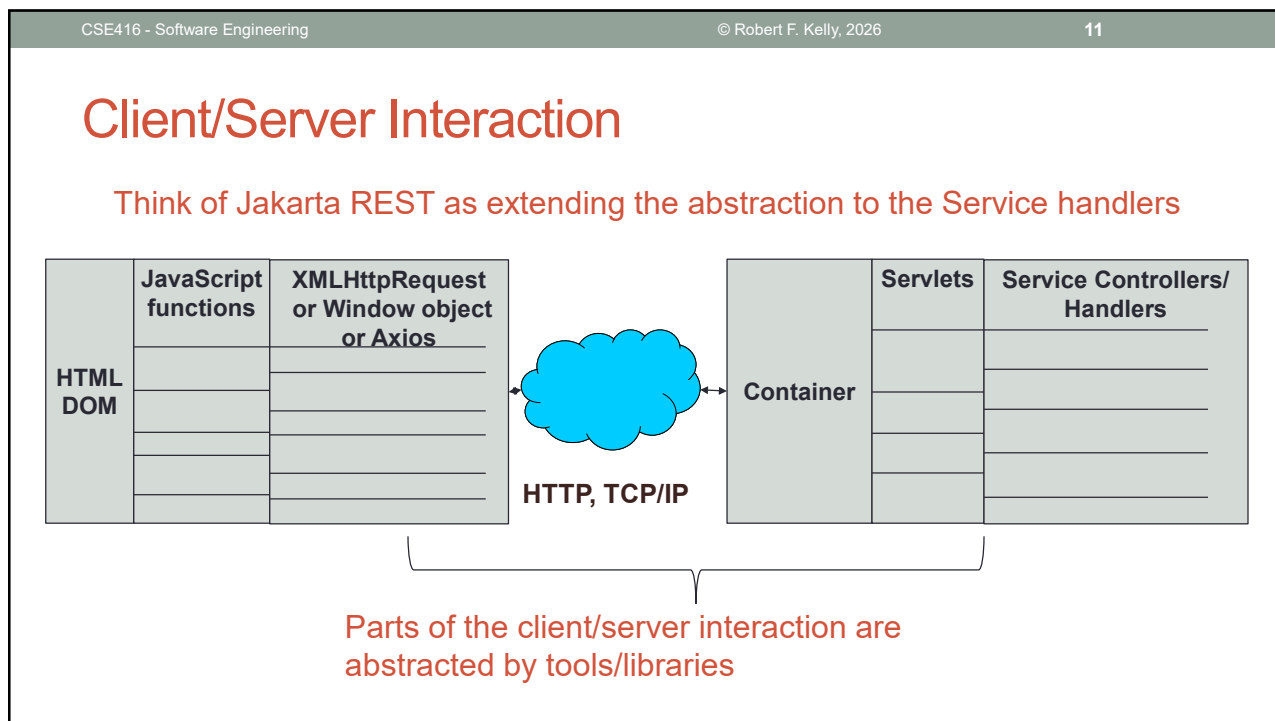 CSE416 - Software Engineering
© Robert F. Kelly, 2026
11
Client/Server Interaction
Think of Jakarta REST as extending the abstraction to the Service handlers
HTML
DOM
JavaScript
functions
XMLHttpRequest
or Window object
or Axios
HTTP, TCP/IP
Container
Servlets
Service Controllers/
Handlers
Parts of the client/server interaction are
abstracted by tools/libraries